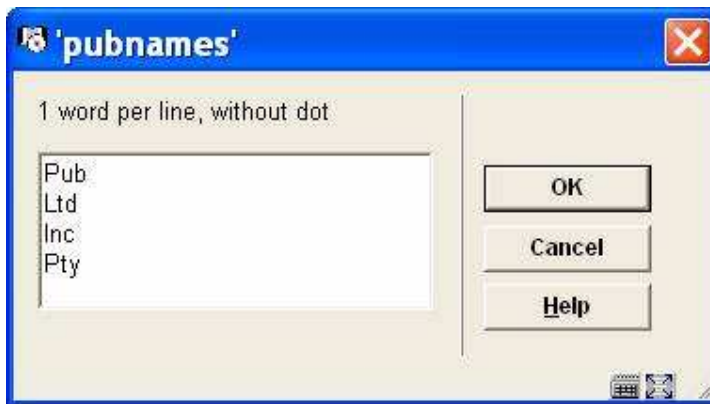 'pubnames'
1 word per line, without dot
Pub
Ltd
Inc
Pty
OK
Cancel
Help